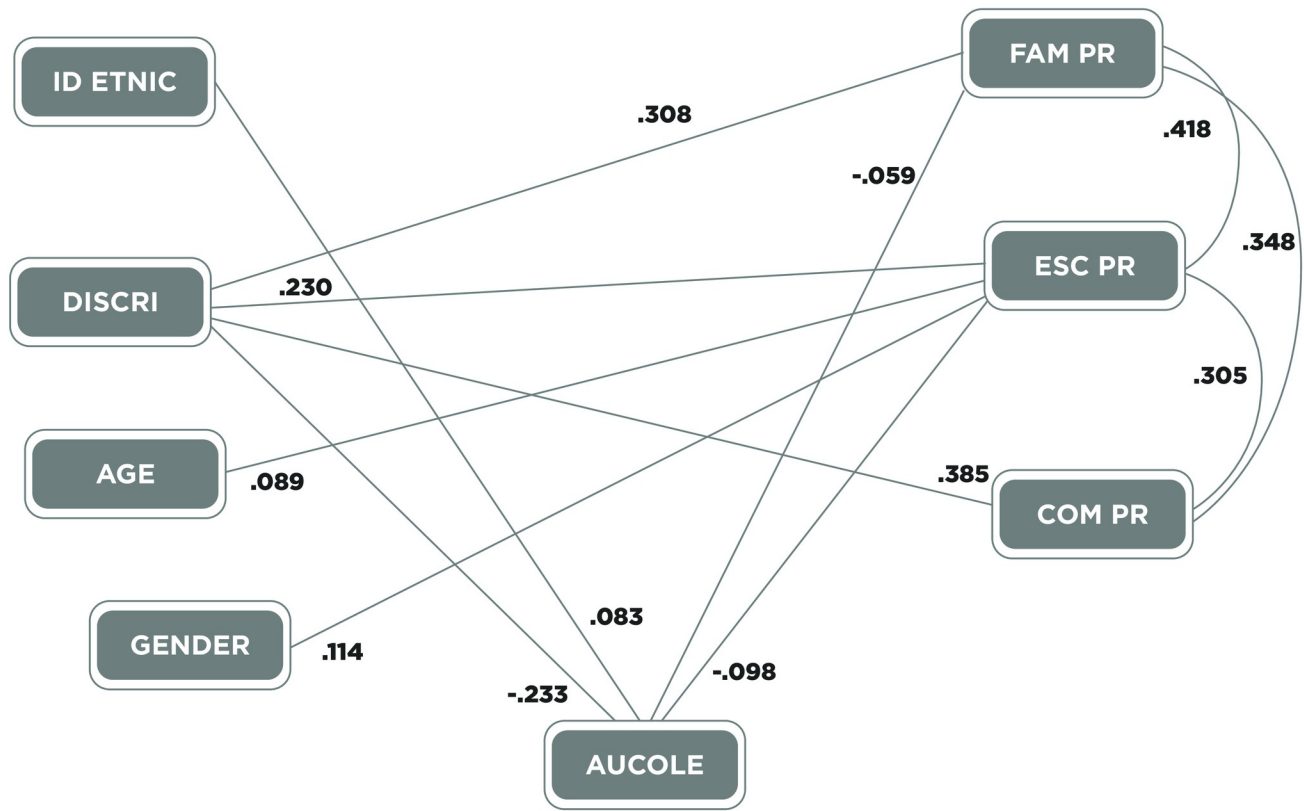 ID ETNIC
FAM PR
.308
.418
-.059
.348
DISCRI
.230
ESC PR
.305
AGE
.089
.385
COM PR
GENDER
.114
.083
-.098
-.233
AUCOLE